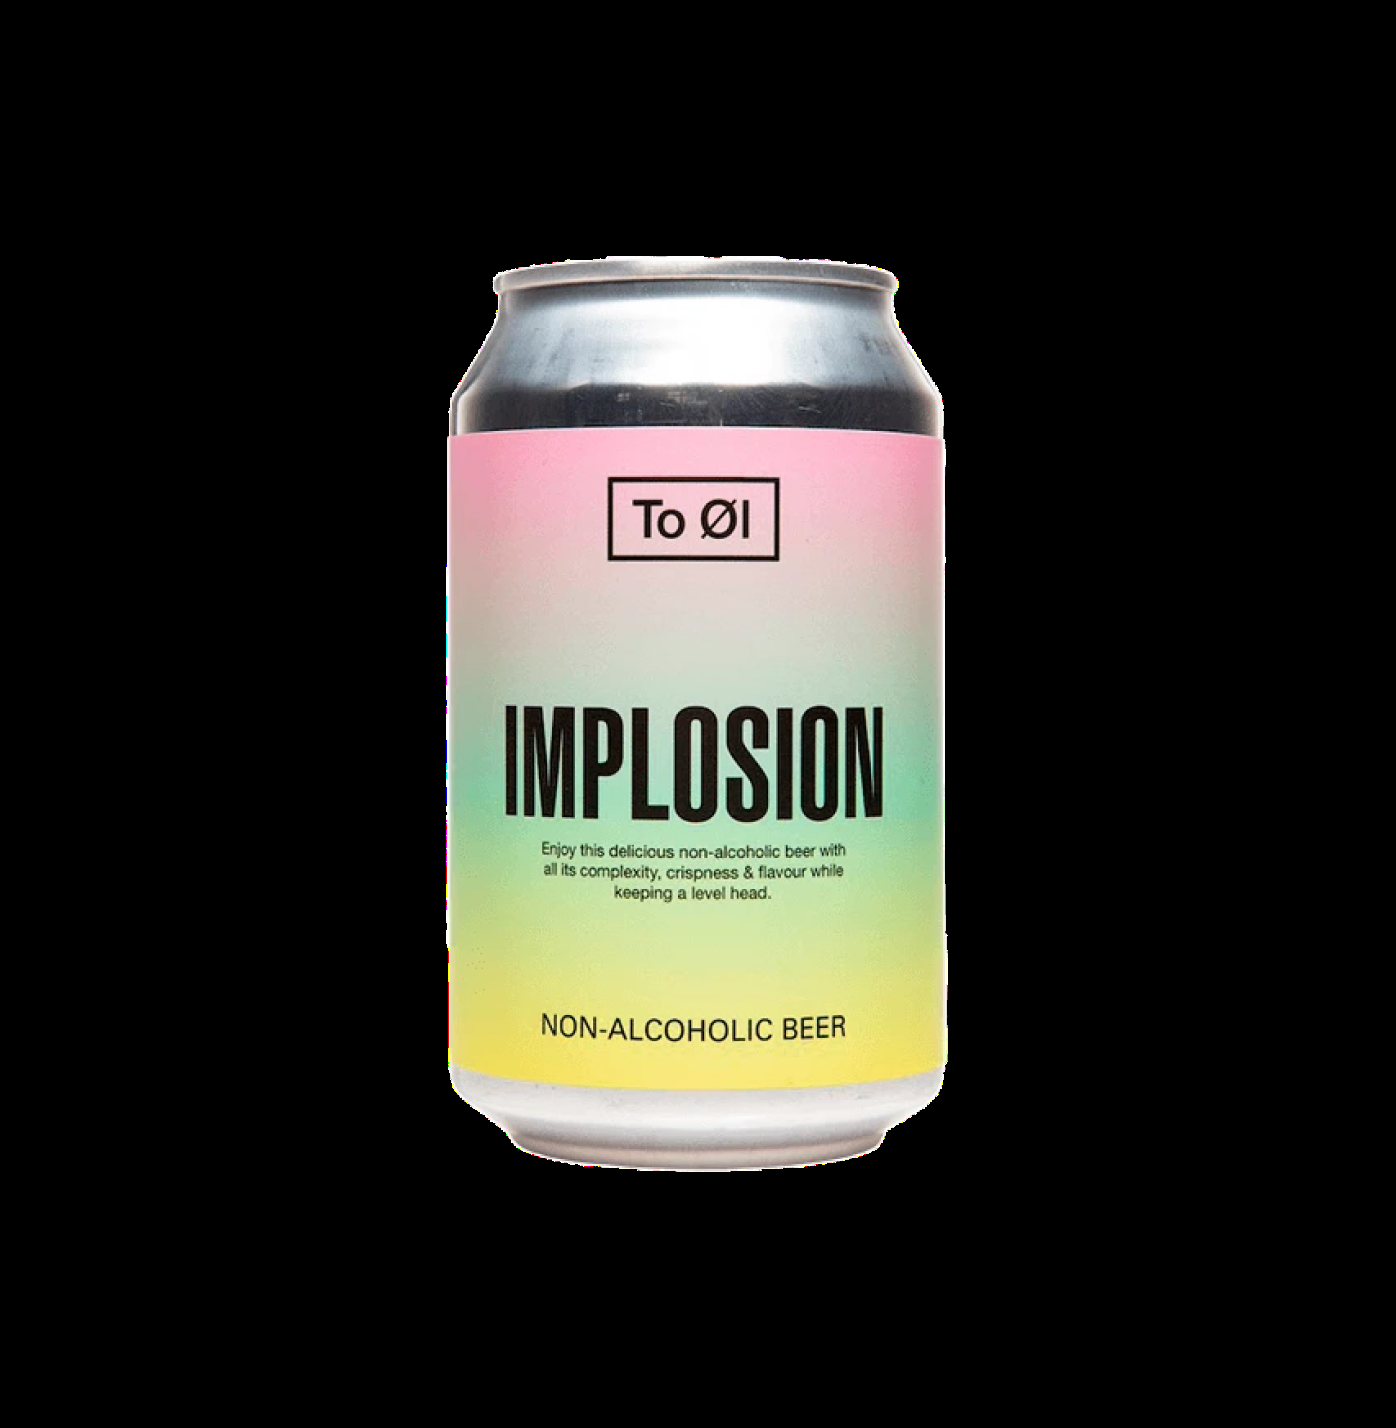 To Øl
IMPLOSION
Enjoy this delicious non-alcoholic beer with
all its complexity, crispness & flavour while
keeping a level head.
NON-ALCOHOLIC BEER